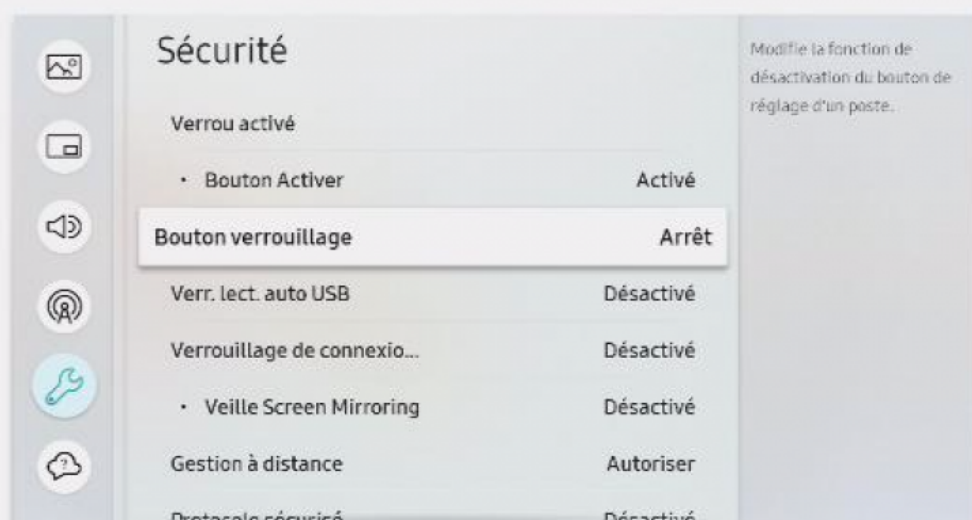 Sécurité
Verrou activé
• Bouton Activer Activé
Bouton verrouillage Arrêt
Verr. lect. auto USB Désactivé
Verrouillage de connexio... Désactivé
• Veille Screen Mirroring Désactivé
Gestion à distance Autoriser
Protocole sécurisé Désactivé
Modifie la fonction de
désactivation du bouton de
réglage d'un poste.